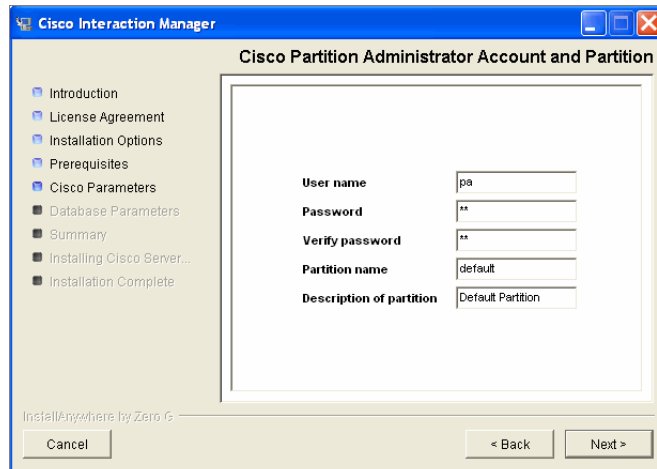 Cisco Interaction Manager
Cisco Partition Administrator Account and Partition
Introduction
License Agreement
Installation Options
Prerequisites
Cisco Parameters
Database Parameters
Summary
Installing Cisco Server...
Installation Complete
User name pa
Password **
Verify password **
Partition name default
Description of partition Default Partition
InstallAnywhere by Zero G
Cancel < Back Next >